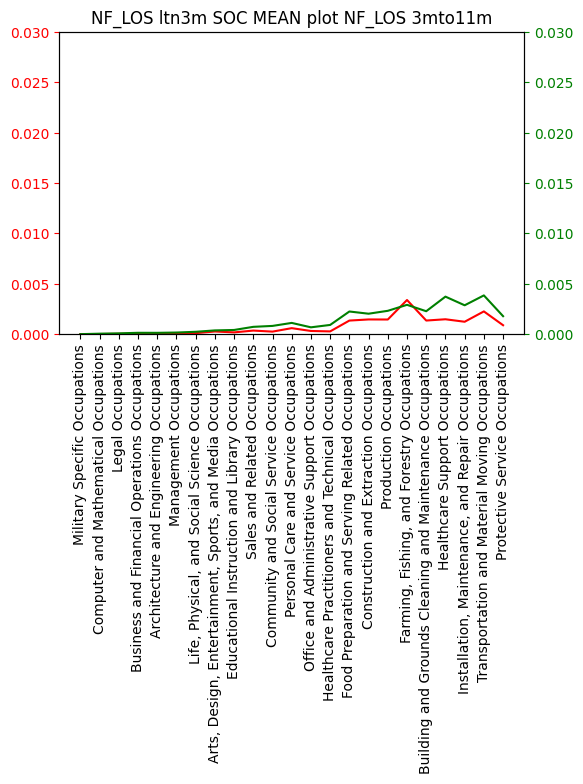 NF_LOS ltn3m SOC MEAN plot NF_LOS 3mto11m
0.030
0.025
0.020
0.015
0.010
0.005
0.000
0.030
0.025
0.020
0.015
0.010
0.005
0.000
Military Specific Occupations
Computer and Mathematical Occupations
Legal Occupations
Business and Financial Operations Occupations
Architecture and Engineering Occupations
Management Occupations
Life, Physical, and Social Science Occupations
Arts, Design, Entertainment, Sports, and Media Occupations
Educational Instruction and Library Occupations
Sales and Related Occupations
Community and Social Service Occupations
Personal Care and Service Occupations
Office and Administrative Support Occupations
Healthcare Practitioners and Technical Occupations
Food Preparation and Serving Related Occupations
Construction and Extraction Occupations
Production Occupations
Farming, Fishing, and Forestry Occupations
Building and Grounds Cleaning and Maintenance Occupations
Healthcare Support Occupations
Installation, Maintenance, and Repair Occupations
Transportation and Material Moving Occupations
Protective Service Occupations